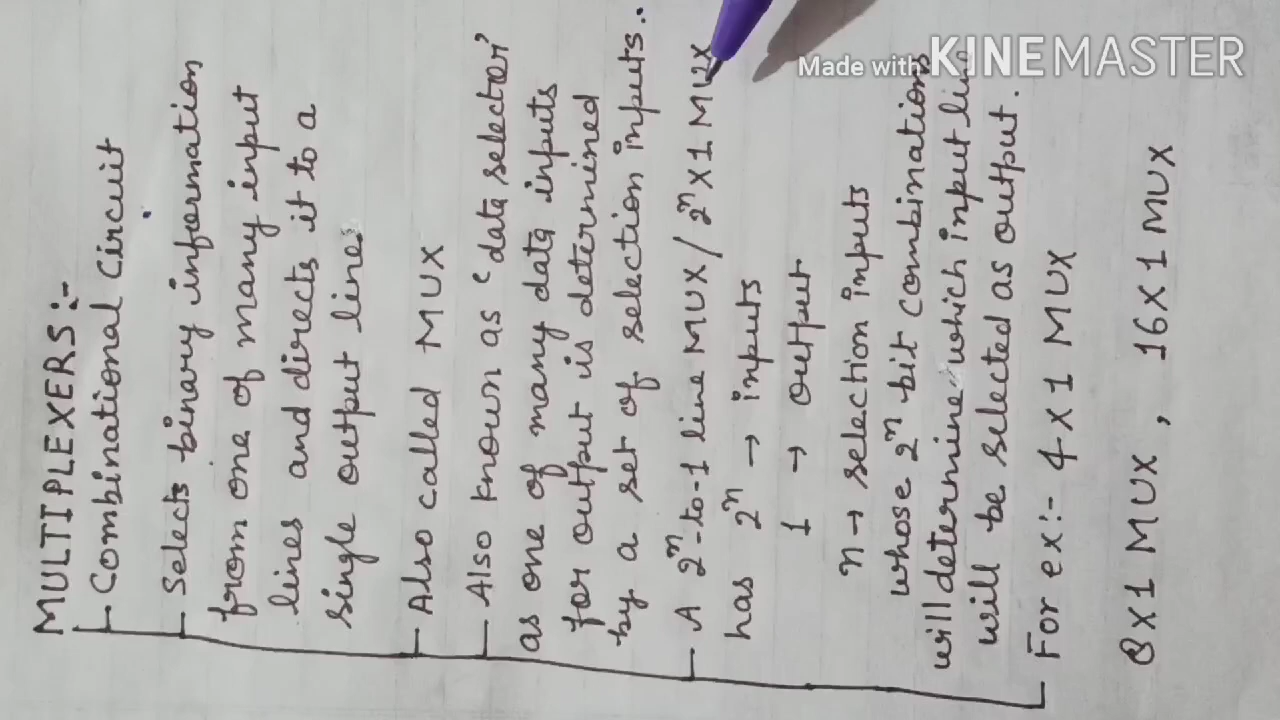 MULTIPLEXERS:-
Combinational Circuit
Selects binary information
from one of many input
lines and directs it to a
single output line.
Also called MUX
Also known as 'data selector'
as one of many data inputs
for output is determined
by a set of selection inputs.
A 2ⁿ-to-1 line MUX / 2ⁿ X 1 MUX
has 2ⁿ → inputs
1 → output
n → selection inputs
whose 2ⁿ bit combinations
will determine which input line
will be selected as output.
For ex:- 4 X 1 MUX
8 X 1 MUX, 16 X 1 MUX
Made with KINEMASTER